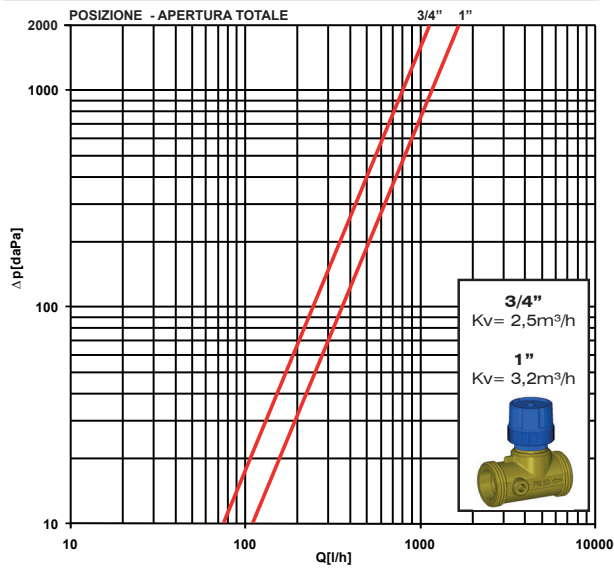 POSIZIONE - APERTURA TOTALE 3/4” 1”
2000
1000
100
10
Δp[daPa]
10 100 1000 10000
Q[l/h]
3/4”
Kv= 2,5m³/h
1”
Kv= 3,2m³/h